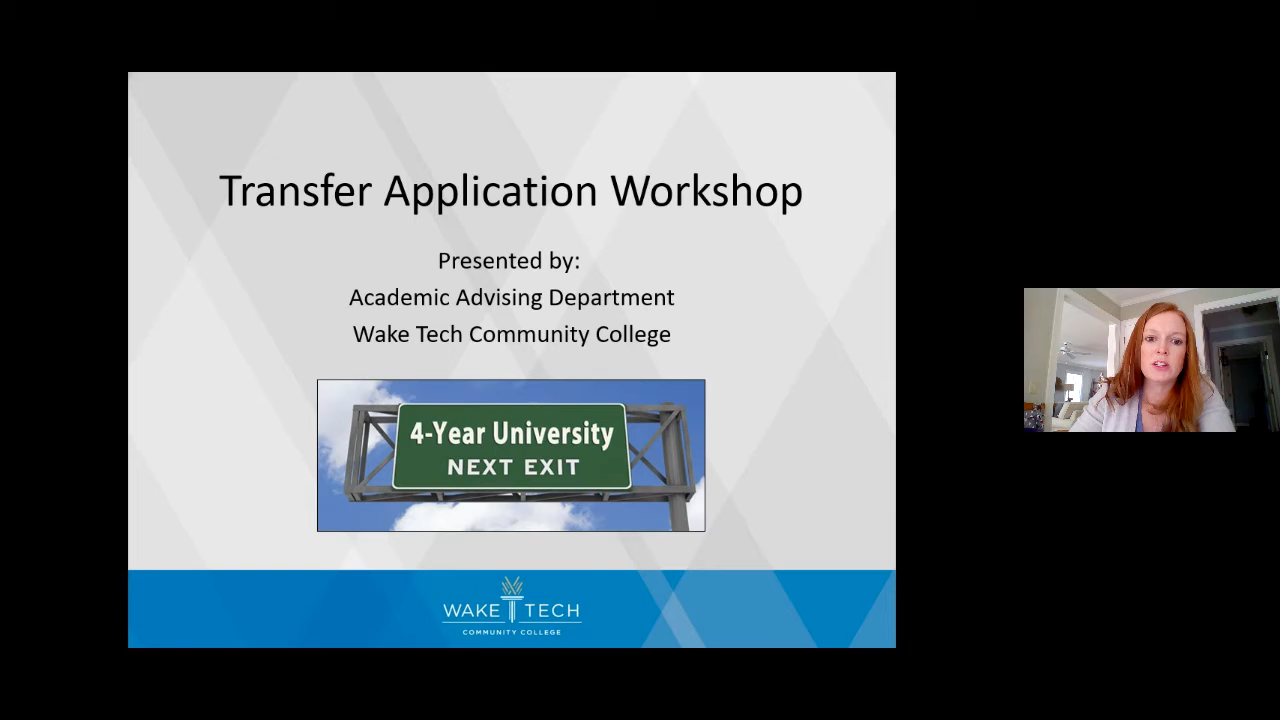 Transfer Application Workshop
Presented by:
Academic Advising Department
Wake Tech Community College
4-Year University
NEXT EXIT
WAKE TECH
COMMUNITY COLLEGE